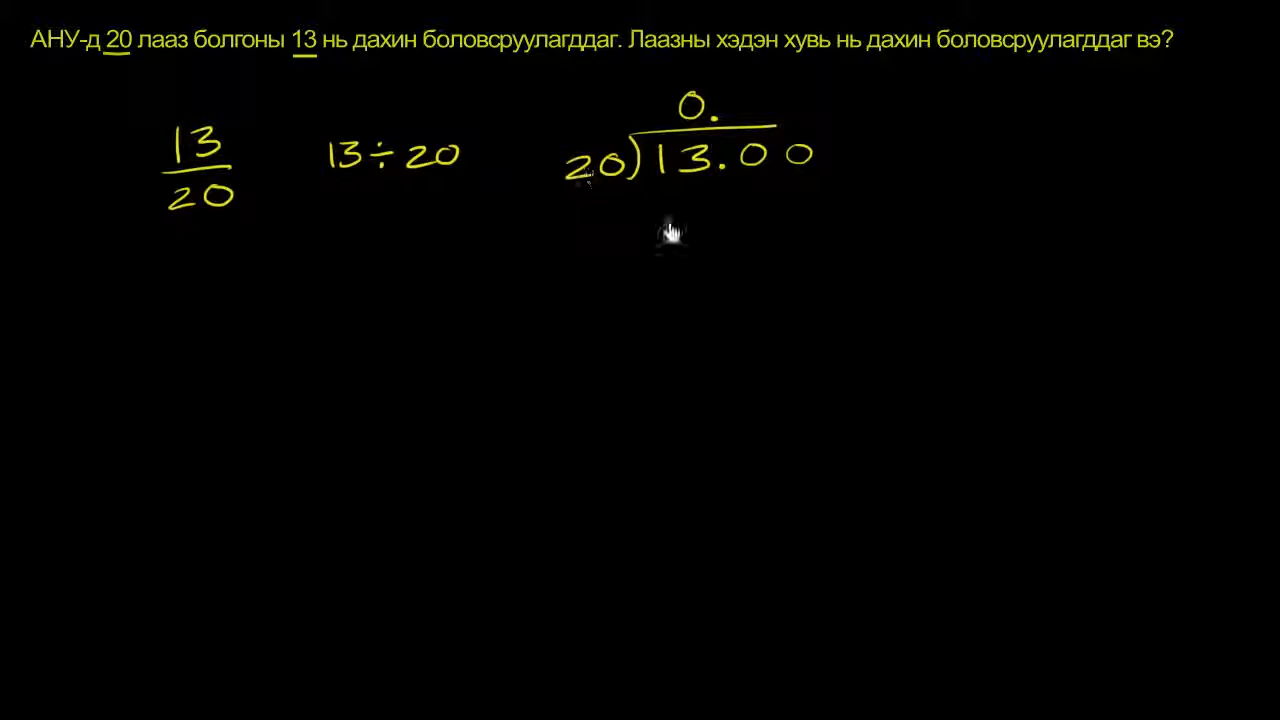 АНУ-д 20 лааз болгоны 13 нь дахин боловсруулагддаг. Лаазны хэдэн хувь нь дахин боловсруулагддаг вэ?
0.
13
20
13 ÷ 20
20)13.00